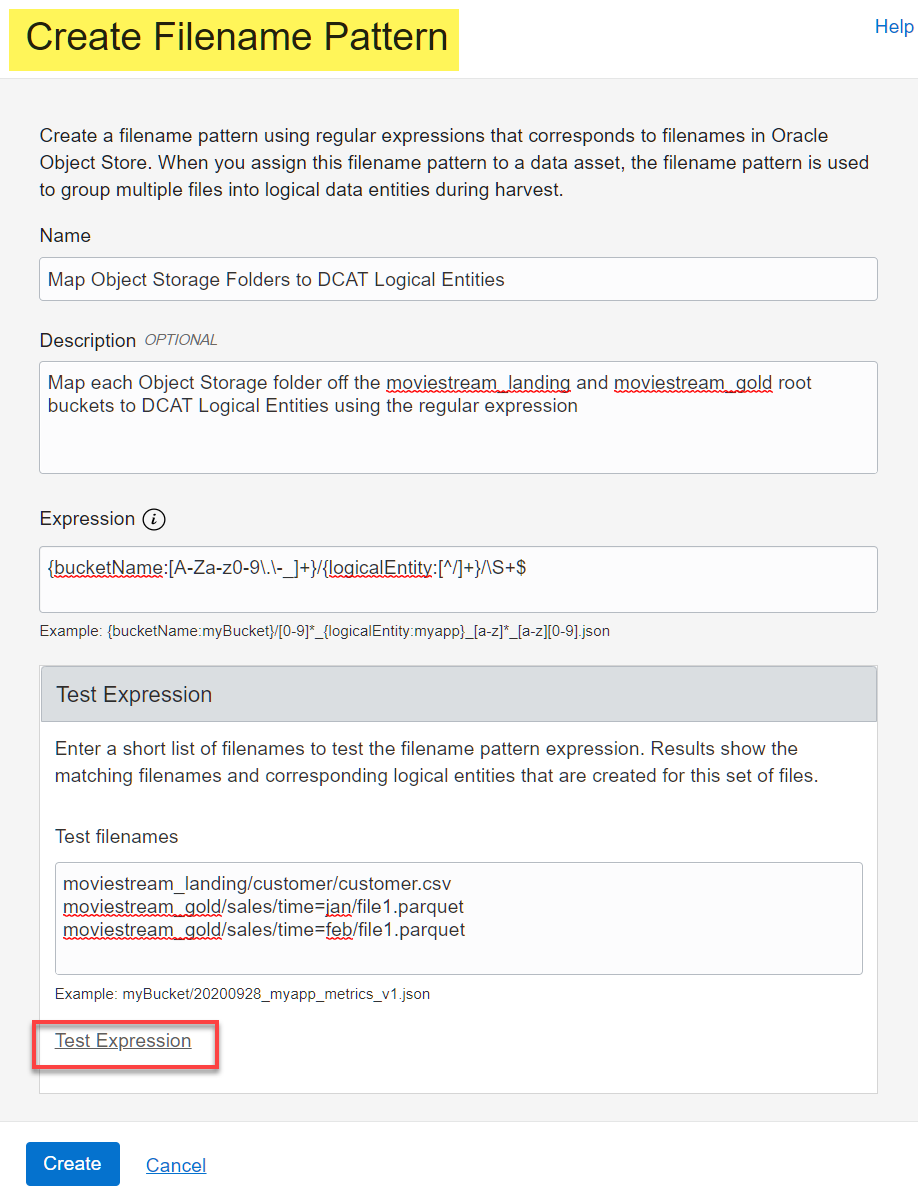 Create Filename Pattern
Help
Create a filename pattern using regular expressions that corresponds to filenames in Oracle
Object Store. When you assign this filename pattern to a data asset, the filename pattern is used
to group multiple files into logical data entities during harvest.
Name
Map Object Storage Folders to DCAT Logical Entities
Description OPTIONAL
Map each Object Storage folder off the moviestream_landing and moviestream_gold root
buckets to DCAT Logical Entities using the regular expression
Expression i
{bucketName:[A-Za-z0-9\.\-_]+}/{logicalEntity:[^/]+}/\S+$
Example: {bucketName:myBucket}/[0-9]*_{logicalEntity:myapp}_[a-z]*_[a-z][0-9].json
Test Expression
Enter a short list of filenames to test the filename pattern expression. Results show the
matching filenames and corresponding logical entities that are created for this set of files.
Test filenames
moviestream_landing/customer/customer.csv
moviestream_gold/sales/time=jan/file1.parquet
moviestream_gold/sales/time=feb/file1.parquet
Example: myBucket/20200928_myapp_metrics_v1.json
Test Expression
Create
Cancel